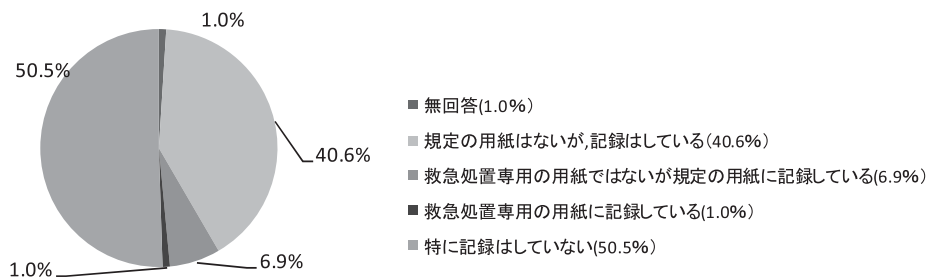 1.0%
50.5%
40.6%
6.9%
1.0%
無回答(1.0%)
規定の用紙はないが,記録はしている(40.6%)
救急処置専用の用紙ではないが規定の用紙に記録している(6.9%)
救急処置専用の用紙に記録している(1.0%)
特に記録はしていない(50.5%)